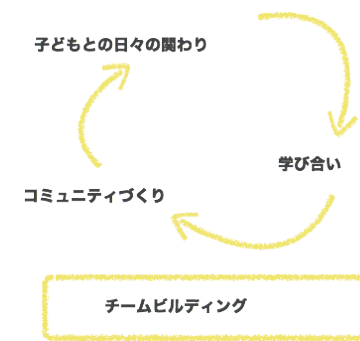 子どもとの日々の関わり
学び合い
コミュニティづくり
チームビルディング